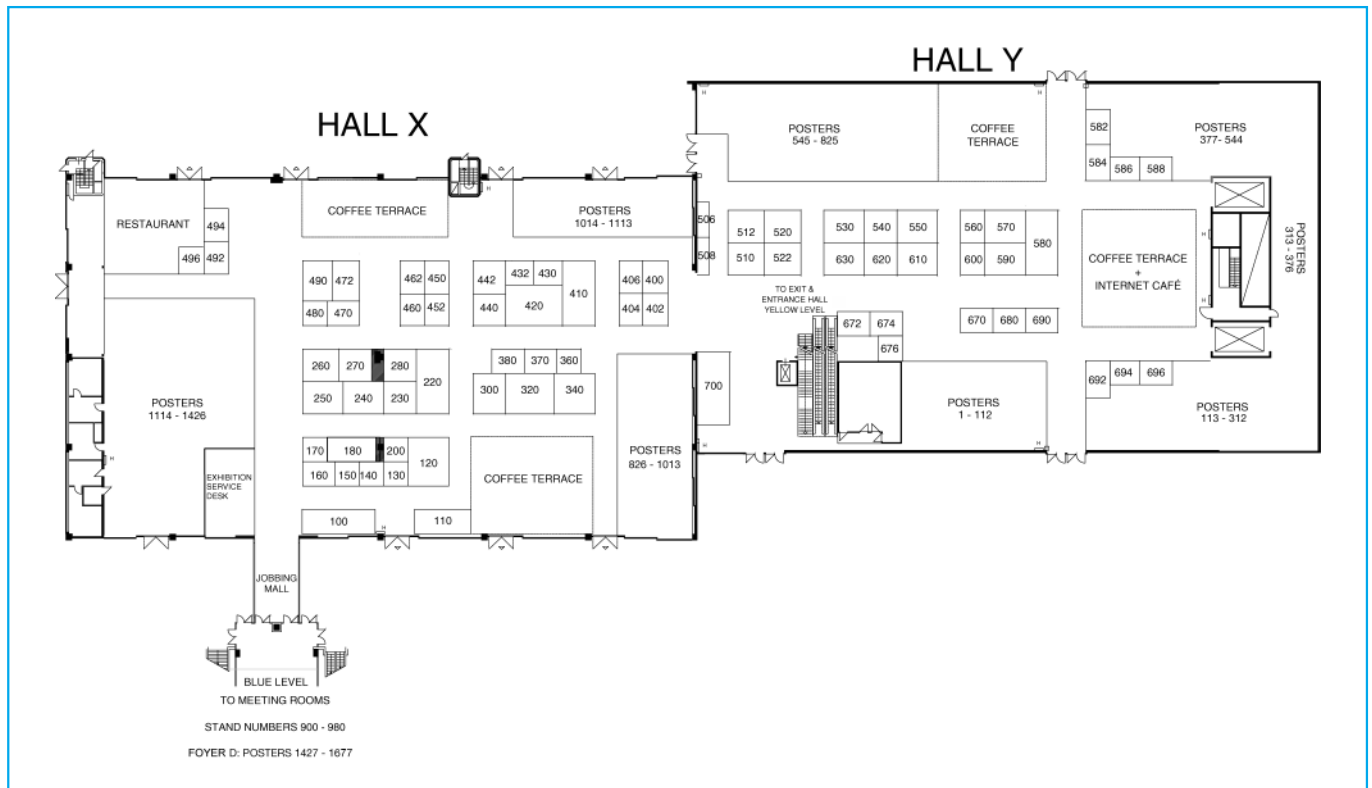 HALL X
HALL Y
RESTAURANT
494
496
492
COFFEE TERRACE
POSTERS
1014 - 1113
490
472
480
470
462
450
460
452
442
432
430
410
440
420
406
400
404
402
260
270
280
220
250
240
230
380
370
360
300
320
340
POSTERS
1114 - 1426
170
180
200
120
160
150
140
130
COFFEE TERRACE
POSTERS
826 - 1013
EXHIBITION
SERVICE
DESK
100
H
110
JOBBING
MALL
BLUE LEVEL
TO MEETING ROOMS
STAND NUMBERS 900 - 980
FOYER D: POSTERS 1427 - 1677
H
H
H
H
POSTERS
545 - 825
COFFEE
TERRACE
582
584
586
588
POSTERS
377- 544
506
508
512
520
510
522
530
540
550
630
620
610
560
570
580
600
590
COFFEE TERRACE
+
INTERNET CAFÉ
H
H
POSTERS
313 - 376
TO EXIT &
ENTRANCE HALL
YELLOW LEVEL
672
674
676
670
680
690
700
H
POSTERS
1 - 112
H
692
694
696
POSTERS
113 - 312